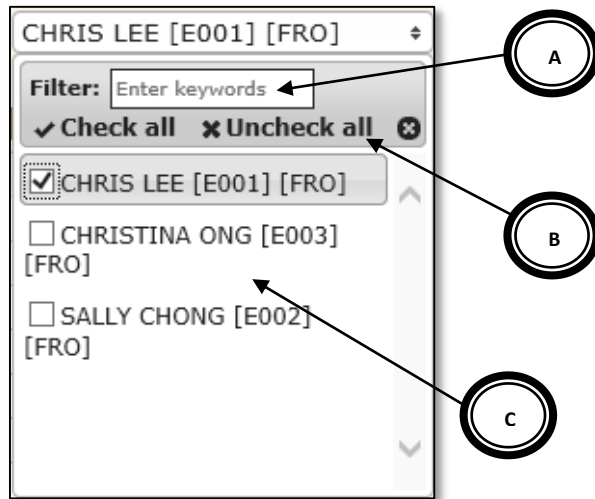 CHRIS LEE [E001] [FRO]
Filter: Enter keywords
Check all Uncheck all
CHRIS LEE [E001] [FRO]
CHRISTINA ONG [E003]
[FRO]
SALLY CHONG [E002]
[FRO]
A
B
C